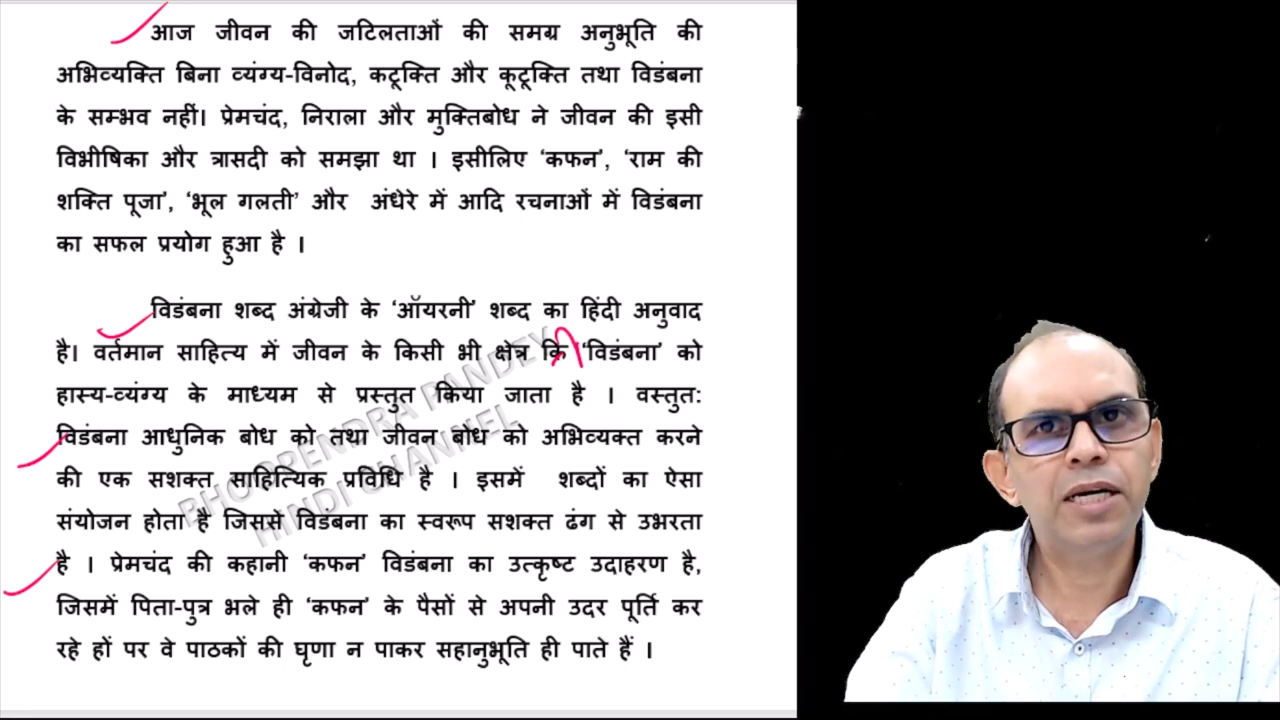 आज जीवन की जटिलताओं की समग्र अनुभूति की
अभिव्यक्ति बिना व्यंग्य-विनोद, कटूक्ति और कूटूक्ति तथा विडंबना
के सम्भव नहीं। प्रेमचंद, निराला और मुक्तिबोध ने जीवन की इसी
विभीषिका और त्रासदी को समझा था । इसीलिए ‘कफन’, ‘राम की
शक्ति पूजा’, ‘भूल गलती’ और अंधेरे में आदि रचनाओं में विडंबना
का सफल प्रयोग हुआ है ।
विडंबना शब्द अंग्रेजी के ‘ऑयरनी’ शब्द का हिंदी अनुवाद
है। वर्तमान साहित्य में जीवन के किसी भी क्षेत्र कि ‘विडंबना’ को
हास्य-व्यंग्य के माध्यम से प्रस्तुत किया जाता है । वस्तुत:
विडंबना आधुनिक बोध को तथा जीवन बोध को अभिव्यक्त करने
की एक सशक्त साहित्यिक प्रविधि है । इसमें शब्दों का ऐसा
संयोजन होता है जिससे विडंबना का स्वरूप सशक्त ढंग से उभरता
है । प्रेमचंद की कहानी ‘कफन’ विडंबना का उत्कृष्ट उदाहरण है,
जिसमें पिता-पुत्र भले ही ‘कफन’ के पैसों से अपनी उदर पूर्ति कर
रहे हों पर वे पाठकों की घृणा न पाकर सहानुभूति ही पाते हैं ।
BHOOPENDRA PANDEY
HINDI CHANNEL